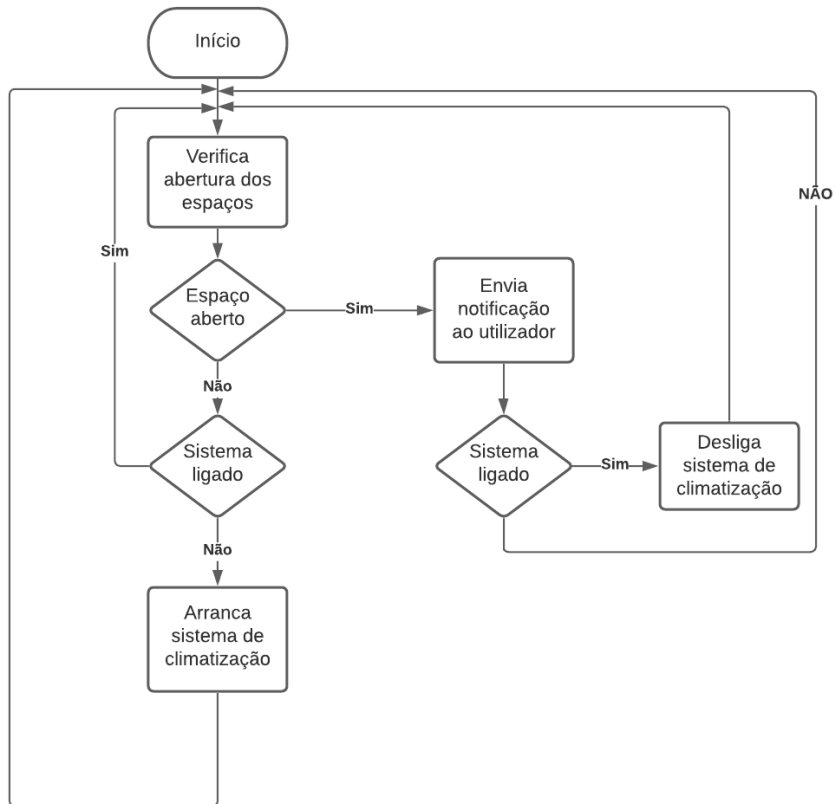 Início
Verifica
abertura dos
espaços
Espaço
aberto
Sim
Envia
notificação
ao utilizador
NÃO
Sim
Não
Sistema
ligado
Sistema
ligado
Sim
Desliga
sistema de
climatização
Não
Arranca
sistema de
climatização